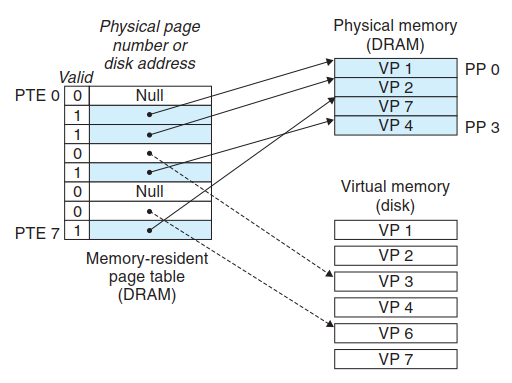 Physical page
number or
disk address
Valid
PTE 0 0 Null
1
1
0
1
0 Null
0
PTE 7 1
Memory-resident
page table
(DRAM)
Physical memory
(DRAM)
VP 1 PP 0
VP 2
VP 7
VP 4 PP 3
Virtual memory
(disk)
VP 1
VP 2
VP 3
VP 4
VP 6
VP 7